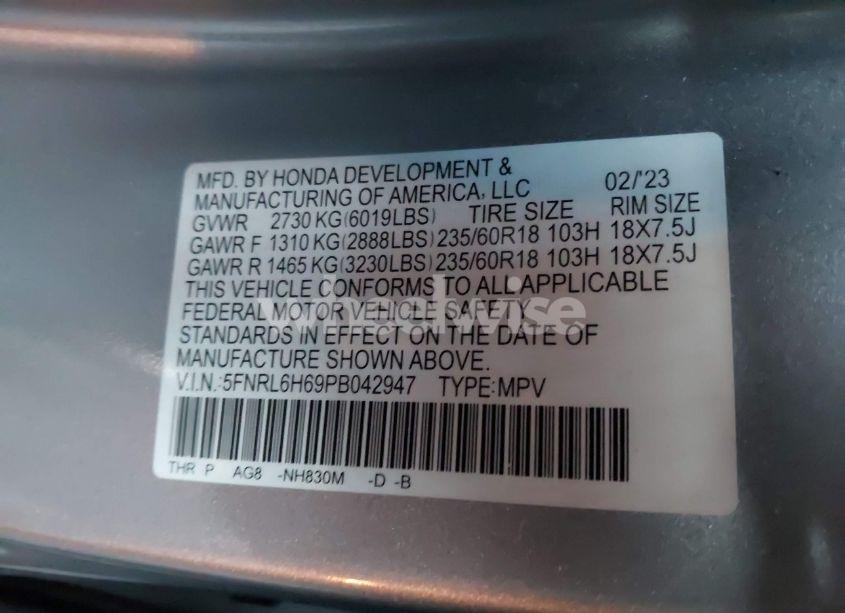 MFD. BY HONDA DEVELOPMENT &
MANUFACTURING OF AMERICA, LLC 02/'23
GVWR 2730 KG(6019LBS) TIRE SIZE RIM SIZE
GAWR F 1310 KG(2888LBS) 235/60R18 103H 18X7.5J
GAWR R 1465 KG(3230LBS) 235/60R18 103H 18X7.5J
THIS VEHICLE CONFORMS TO ALL APPLICABLE
FEDERAL MOTOR VEHICLE SAFETY
wheelwise
STANDARDS IN EFFECT ON THE DATE OF
MANUFACTURE SHOWN ABOVE.
V.I.N.:5FNRL6H69PB042947 TYPE:MPV
THR P AG8 -NH830M -D -B